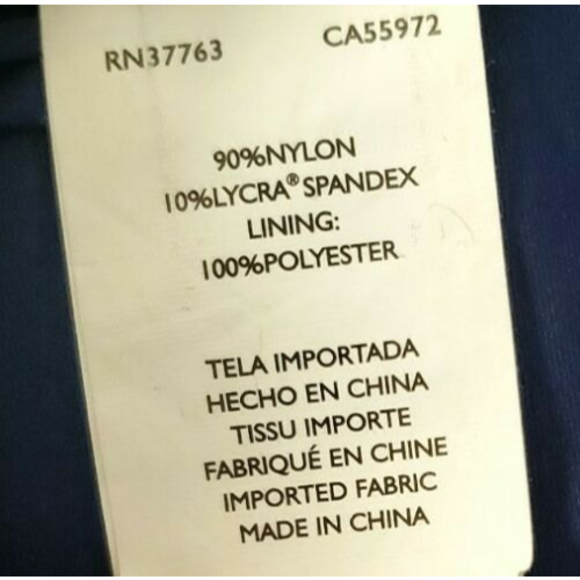 RN37763 CA55972
90%NYLON
10%LYCRA® SPANDEX
LINING:
100%POLYESTER
TELA IMPORTADA
HECHO EN CHINA
TISSU IMPORTE
FABRIQUÉ EN CHINE
IMPORTED FABRIC
MADE IN CHINA